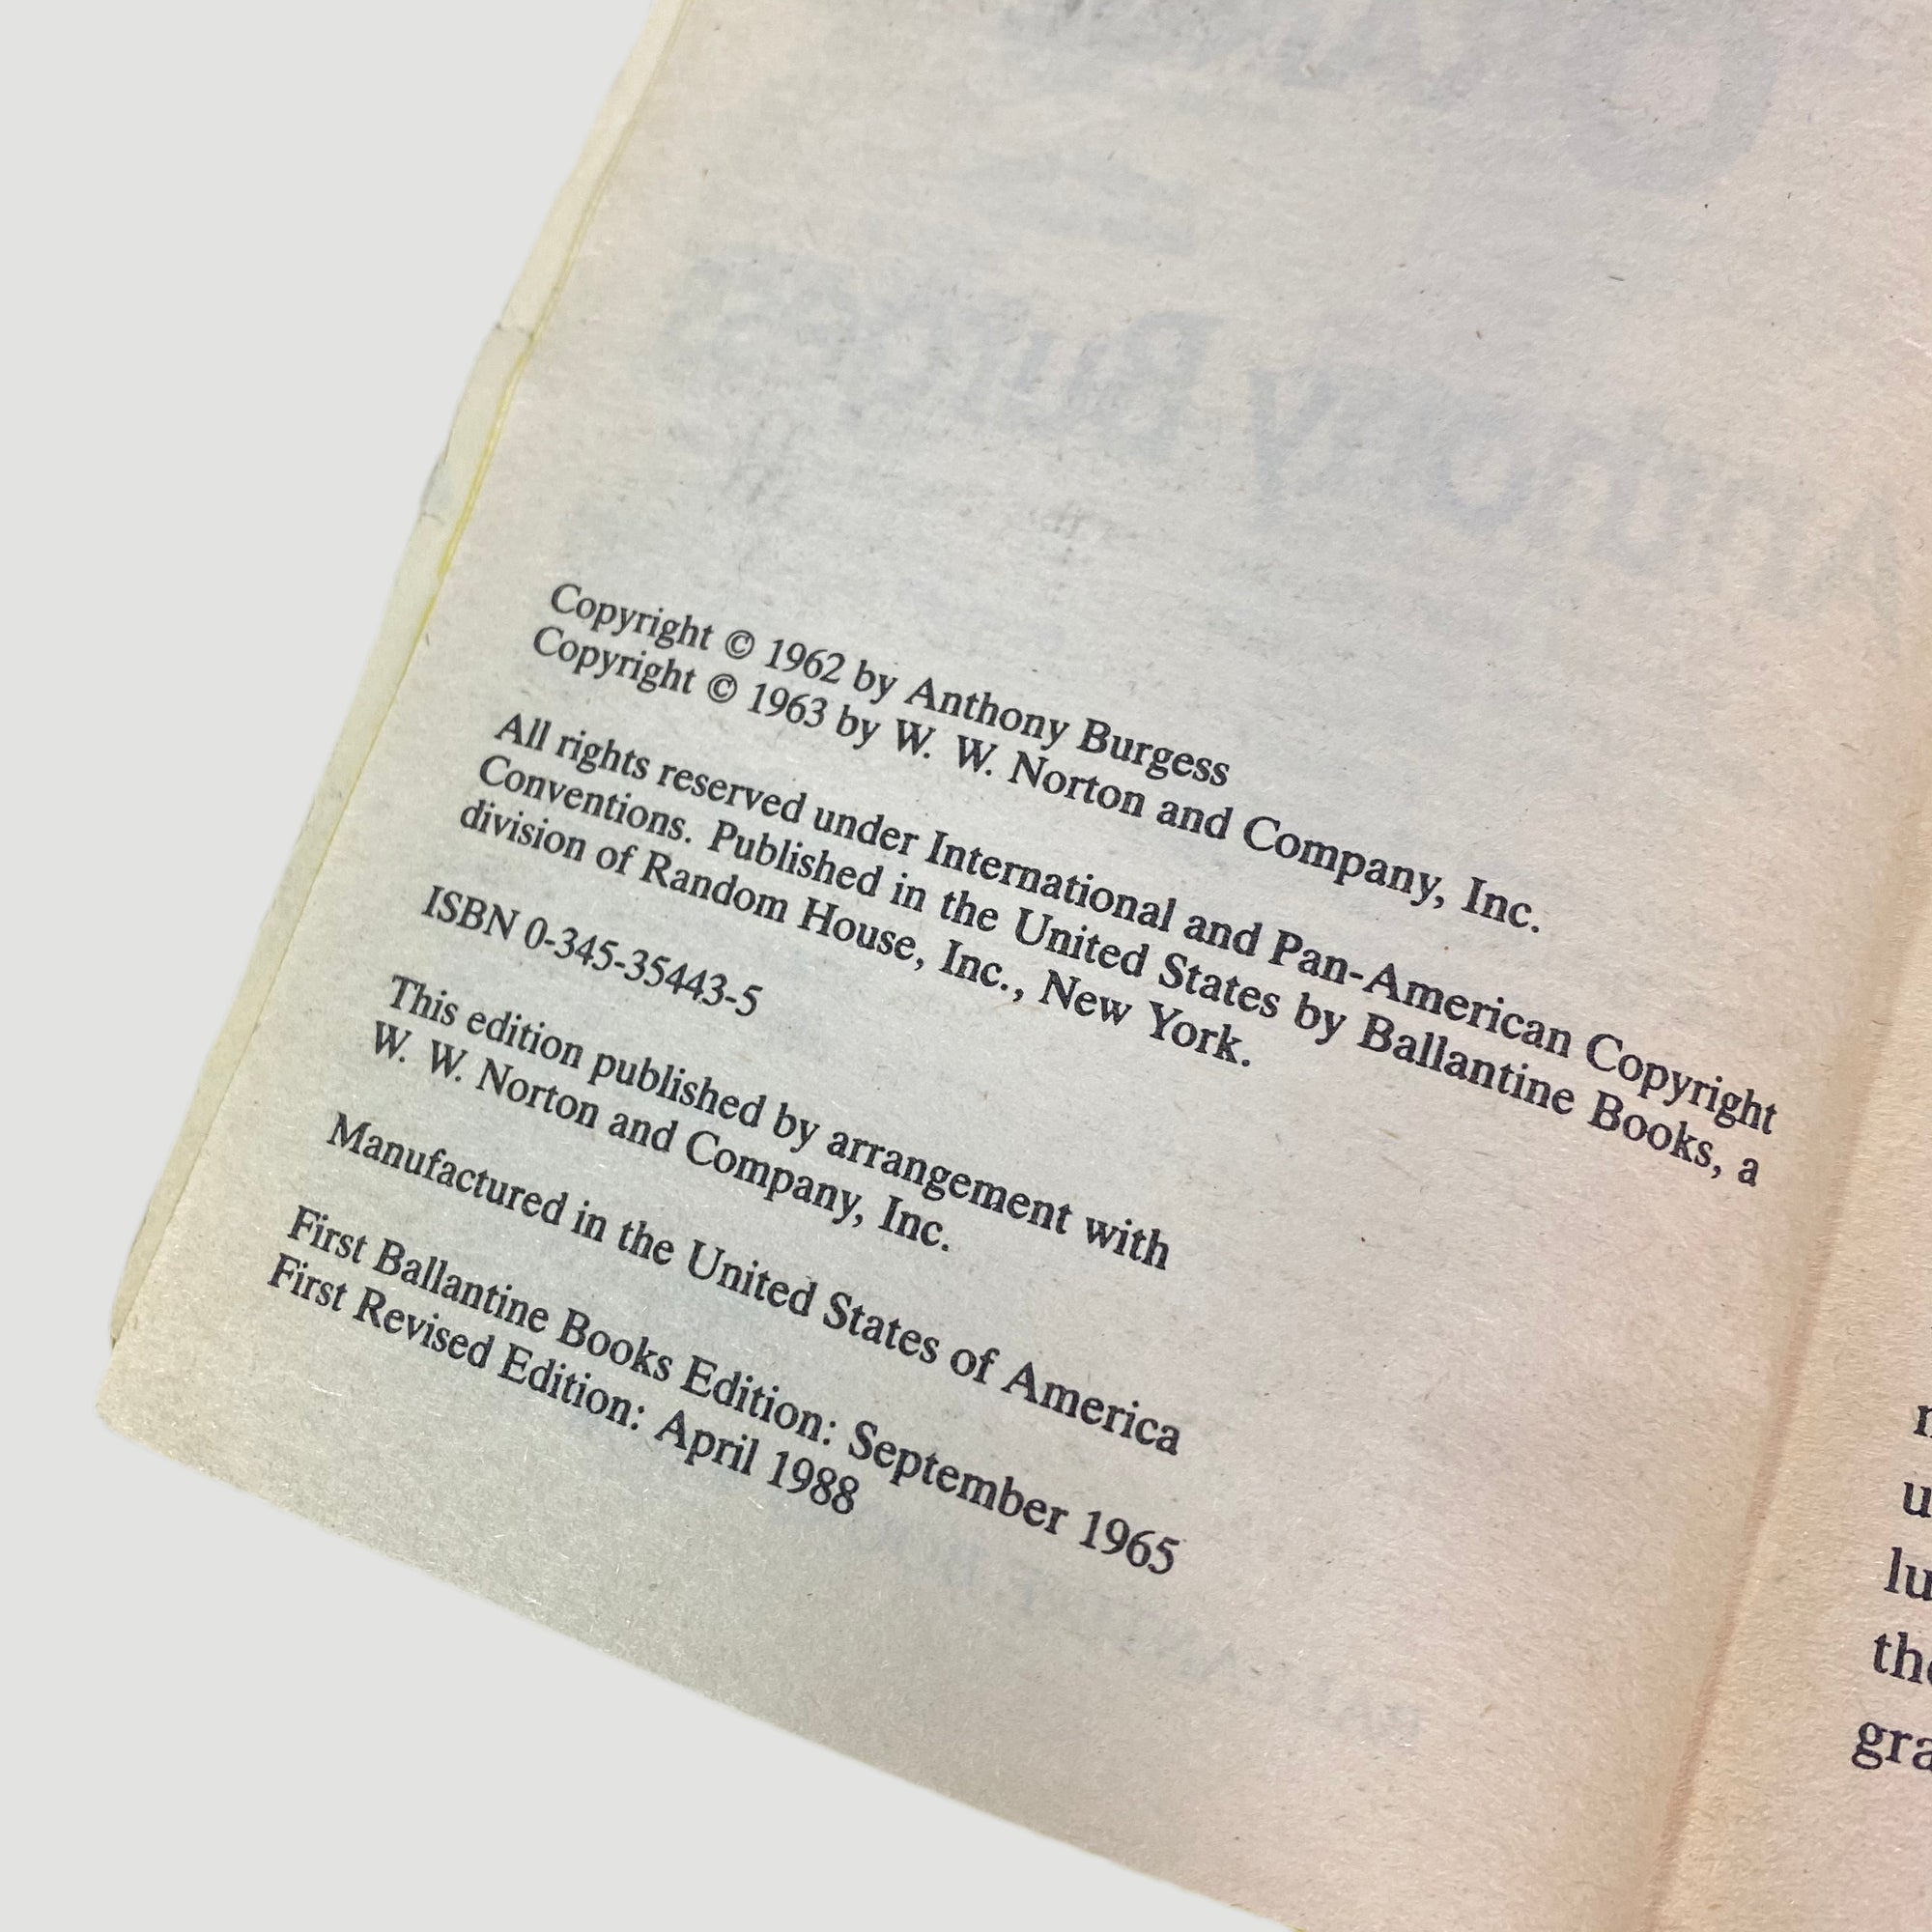 Copyright © 1962 by Anthony Burgess
Copyright © 1963 by W. W. Norton and Company, Inc.
All rights reserved under International and Pan-American Copyright
Conventions. Published in the United States by Ballantine Books, a
division of Random House, Inc., New York.
ISBN 0-345-35443-5
This edition published by arrangement with
W. W. Norton and Company, Inc.
Manufactured in the United States of America
First Ballantine Books Edition: September 1965
First Revised Edition: April 1988